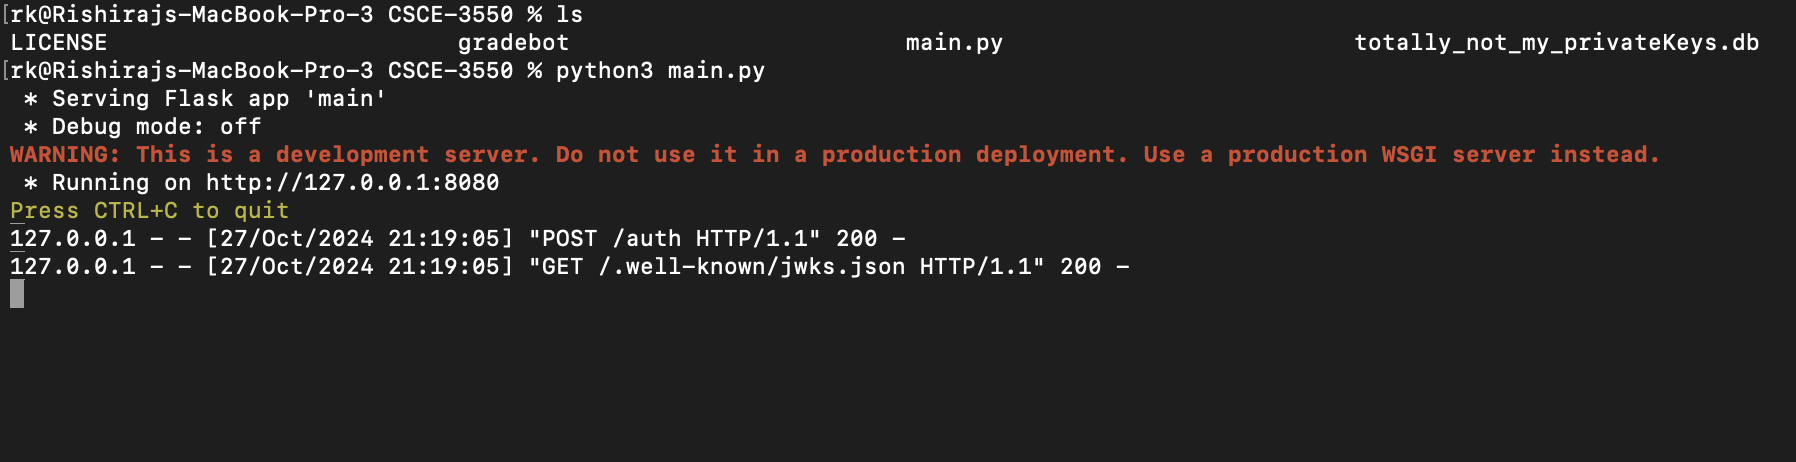 [rk@Rishirajs-MacBook-Pro-3 CSCE-3550 % ls
LICENSE gradebot main.py totally_not_my_privateKeys.db
[rk@Rishirajs-MacBook-Pro-3 CSCE-3550 % python3 main.py
 * Serving Flask app 'main'
 * Debug mode: off
WARNING: This is a development server. Do not use it in a production deployment. Use a production WSGI server instead.
 * Running on http://127.0.0.1:8080
Press CTRL+C to quit
127.0.0.1 - - [27/Oct/2024 21:19:05] "POST /auth HTTP/1.1" 200 -
127.0.0.1 - - [27/Oct/2024 21:19:05] "GET /.well-known/jwks.json HTTP/1.1" 200 -